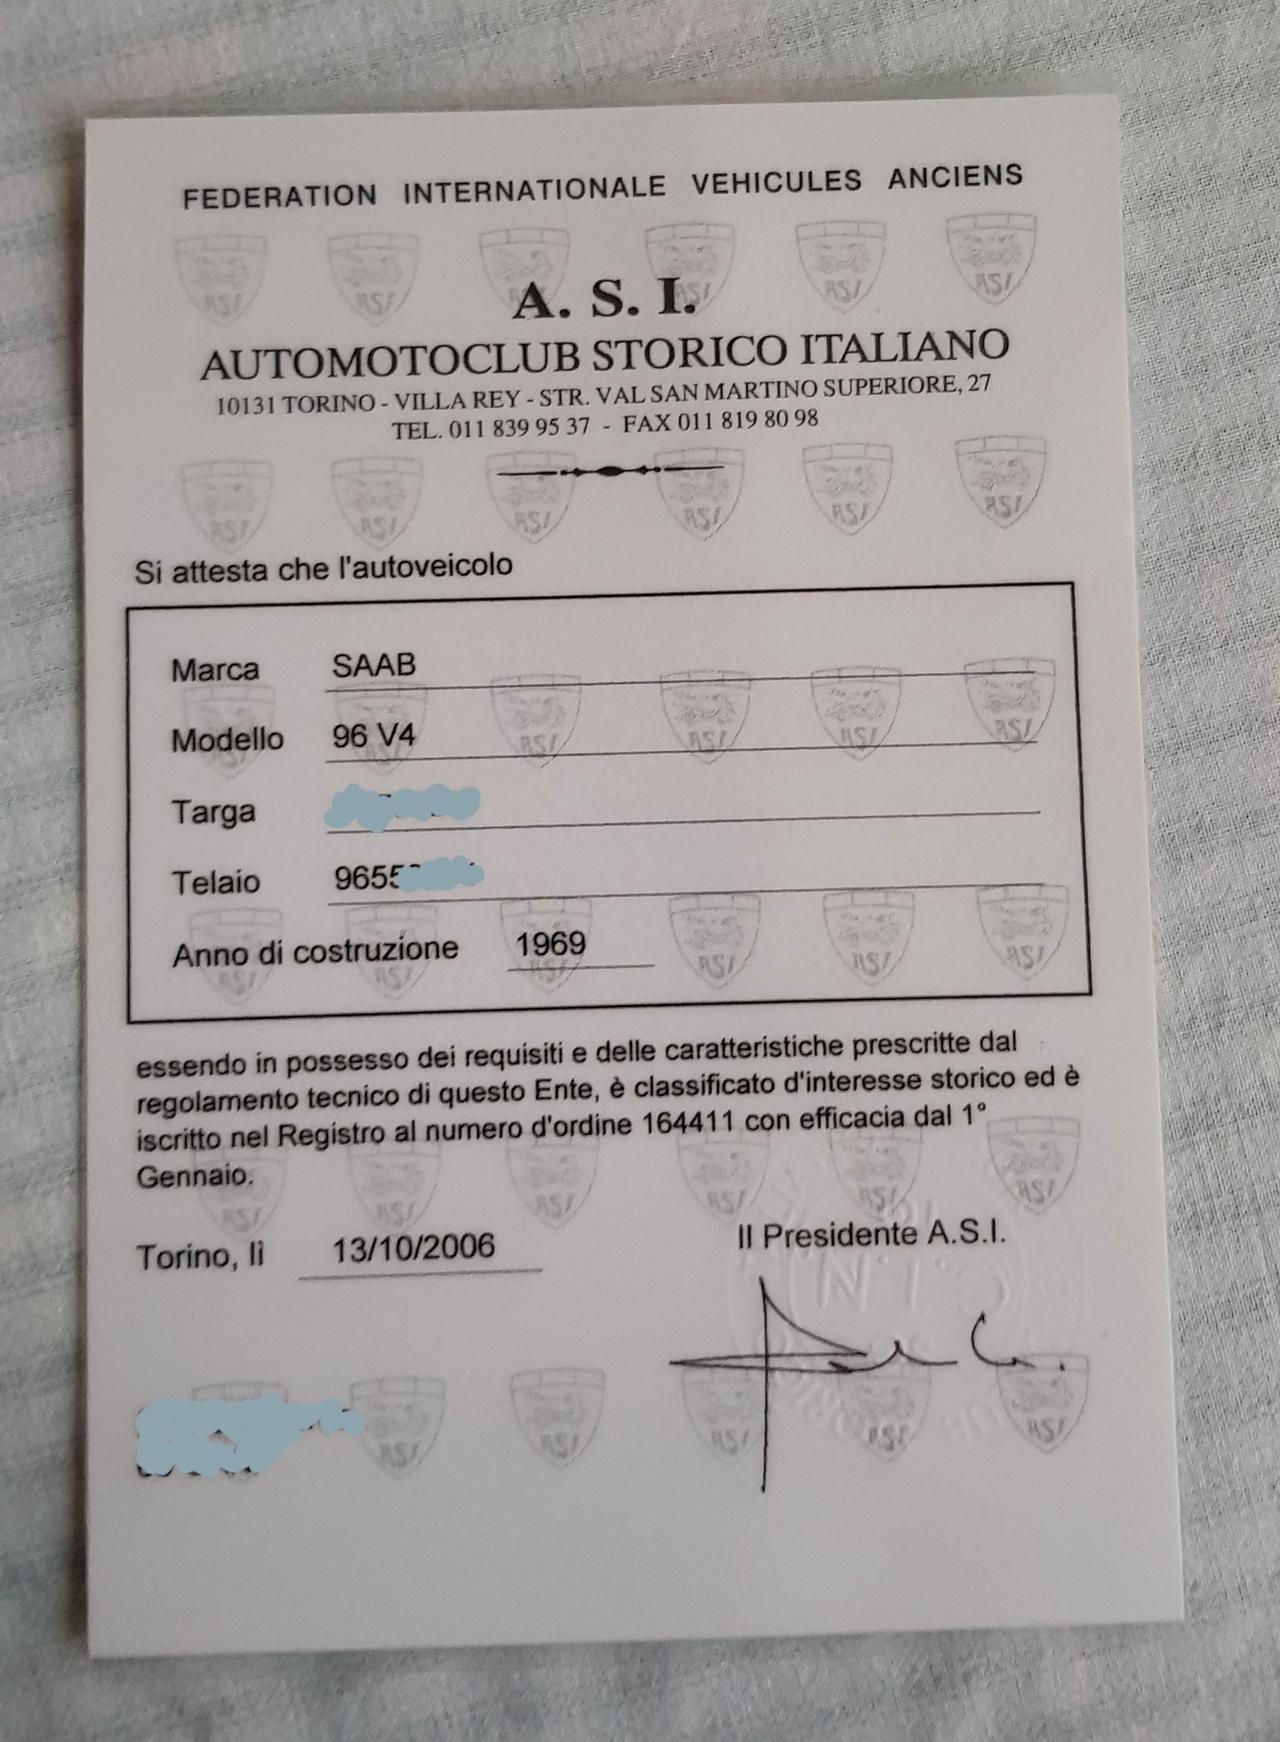 FEDERATION INTERNATIONALE VEHICULES ANCIENS
A. S. I.
AUTOMOTOCLUB STORICO ITALIANO
10131 TORINO - VILLA REY - STR. VAL SAN MARTINO SUPERIORE, 27
TEL. 011 839 95 37 - FAX 011 819 80 98
Si attesta che l'autoveicolo
Marca SAAB
Modello 96 V4
Targa
Telaio 9655
Anno di costruzione 1969
essendo in possesso dei requisiti e delle caratteristiche prescritte dal
regolamento tecnico di questo Ente, è classificato d'interesse storico ed è
iscritto nel Registro al numero d'ordine 164411 con efficacia dal 1°
Gennaio.
Torino, lì 13/10/2006
Il Presidente A.S.I.